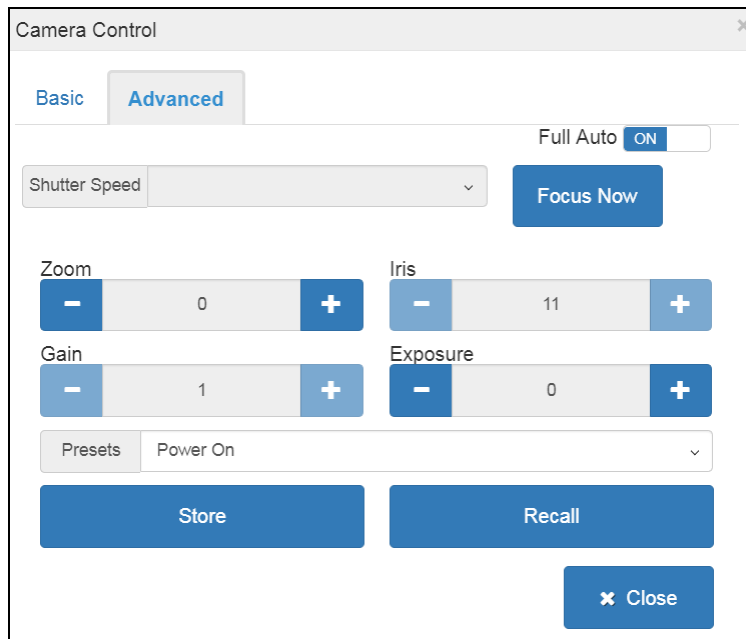 Camera Control ×
Basic Advanced
Full Auto ON
Shutter Speed
Focus Now
Zoom Iris
− 0 + − 11 +
Gain Exposure
− 1 + − 0 +
Presets Power On
Store Recall
✖ Close